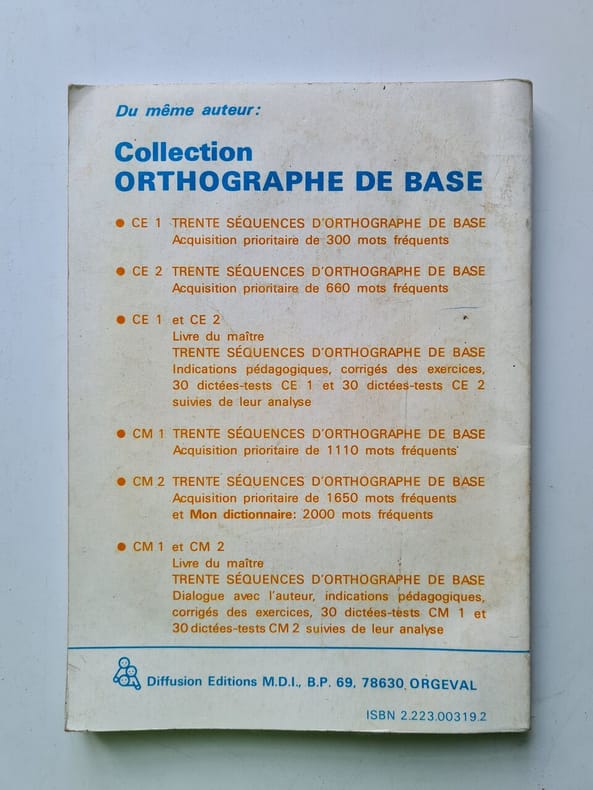 Du même auteur:
Collection
ORTHOGRAPHE DE BASE
● CE 1 TRENTE SÉQUENCES D'ORTHOGRAPHE DE BASE
Acquisition prioritaire de 300 mots fréquents
● CE 2 TRENTE SÉQUENCES D'ORTHOGRAPHE DE BASE
Acquisition prioritaire de 660 mots fréquents
● CE 1 et CE 2
Livre du maître
TRENTE SÉQUENCES D'ORTHOGRAPHE DE BASE
Indications pédagogiques, corrigés des exercices,
30 dictées-tests CE 1 et 30 dictées-tests CE 2
suivies de leur analyse
● CM 1 TRENTE SÉQUENCES D'ORTHOGRAPHE DE BASE
Acquisition prioritaire de 1110 mots fréquents
● CM 2 TRENTE SÉQUENCES D'ORTHOGRAPHE DE BASE
Acquisition prioritaire de 1650 mots fréquents
et Mon dictionnaire: 2000 mots fréquents
● CM 1 et CM 2
Livre du maître
TRENTE SÉQUENCES D'ORTHOGRAPHE DE BASE
Dialogue avec l'auteur, indications pédagogiques,
corrigés des exercices, 30 dictées-tests CM 1 et
30 dictées-tests CM 2 suivies de leur analyse
Diffusion Editions M.D.I., B.P. 69, 78630 ORGEVAL
ISBN 2.223.00319.2